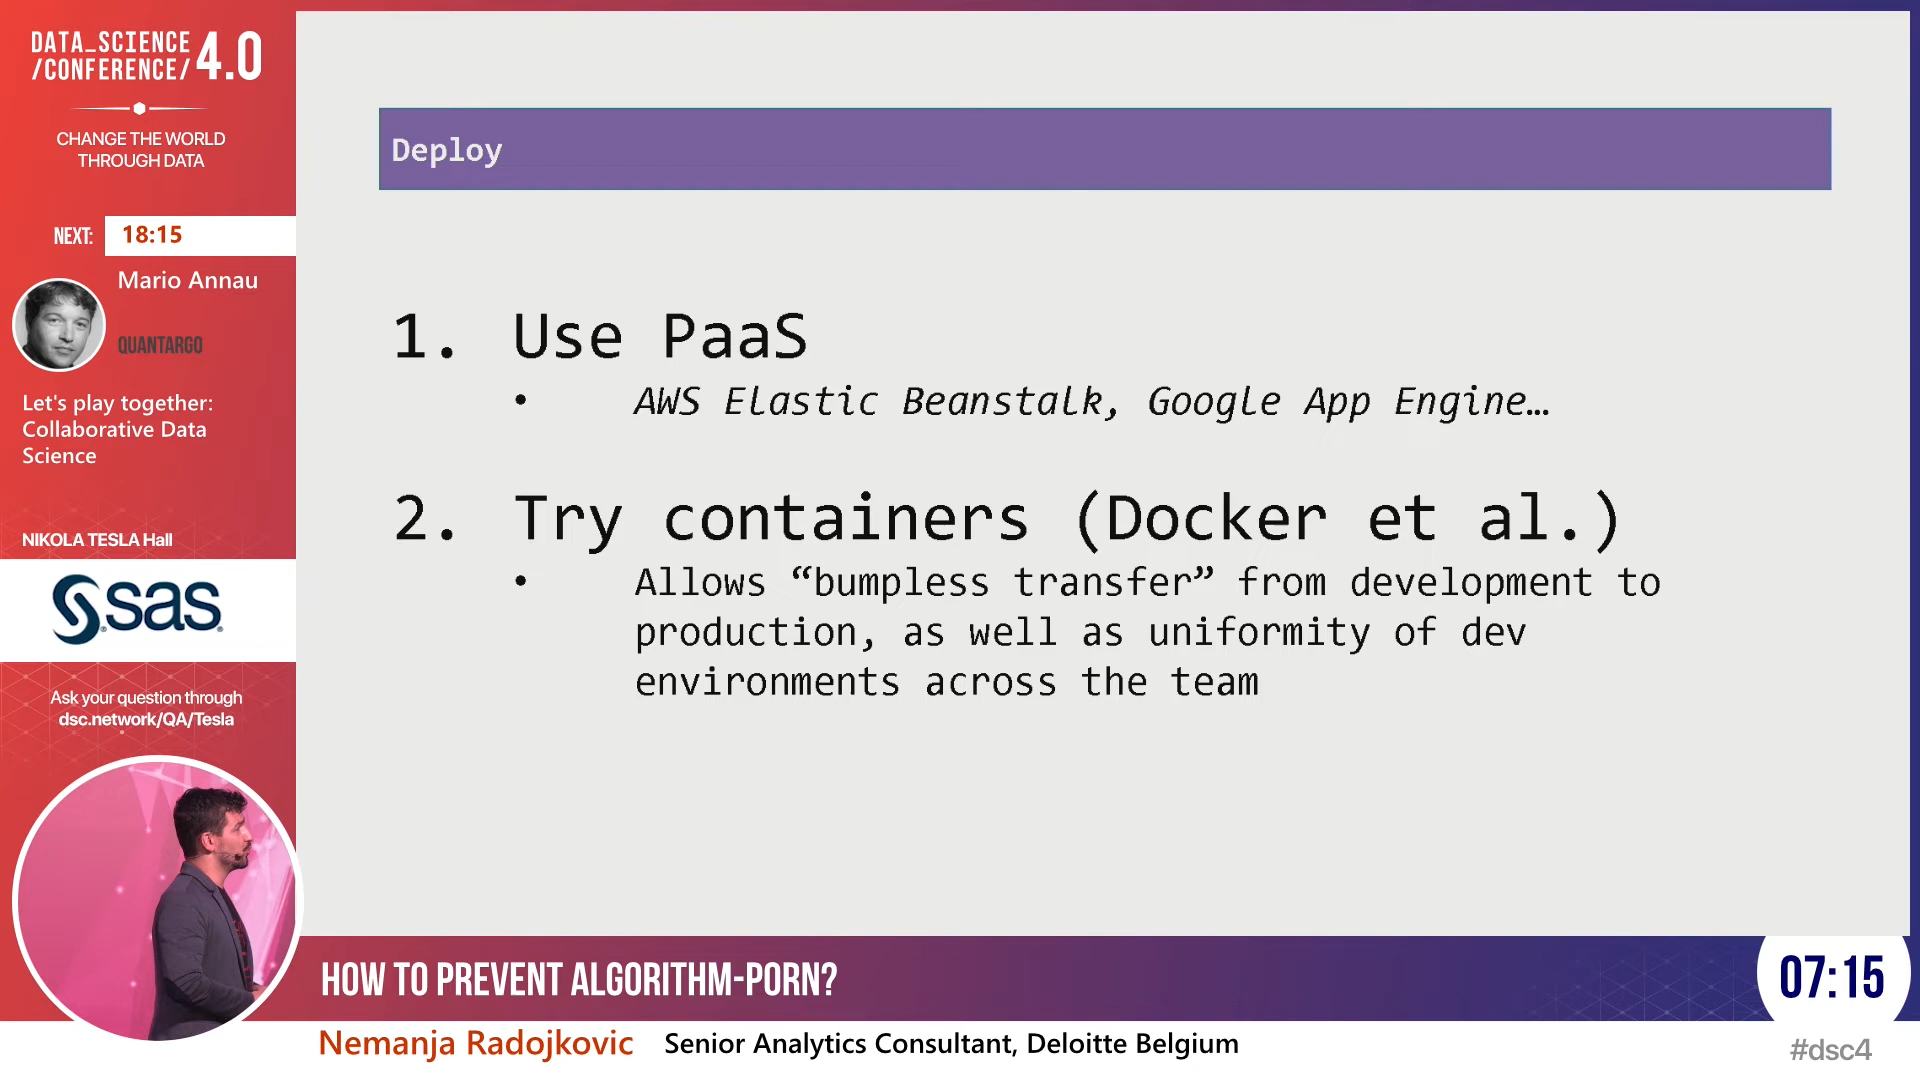 DATA_SCIENCE
/CONFERENCE/ 4.0
CHANGE THE WORLD
THROUGH DATA
NEXT: 18:15
Mario Annau
QUANTARGO
Let's play together:
Collaborative Data
Science
NIKOLA TESLA Hall
sas
Ask your question through
dsc.network/QA/Tesla
Deploy
1. Use PaaS
• AWS Elastic Beanstalk, Google App Engine…
2. Try containers (Docker et al.)
• Allows “bumpless transfer” from development to
production, as well as uniformity of dev
environments across the team
HOW TO PREVENT ALGORITHM-PORN?
07:15
Nemanja Radojkovic Senior Analytics Consultant, Deloitte Belgium
#dsc4